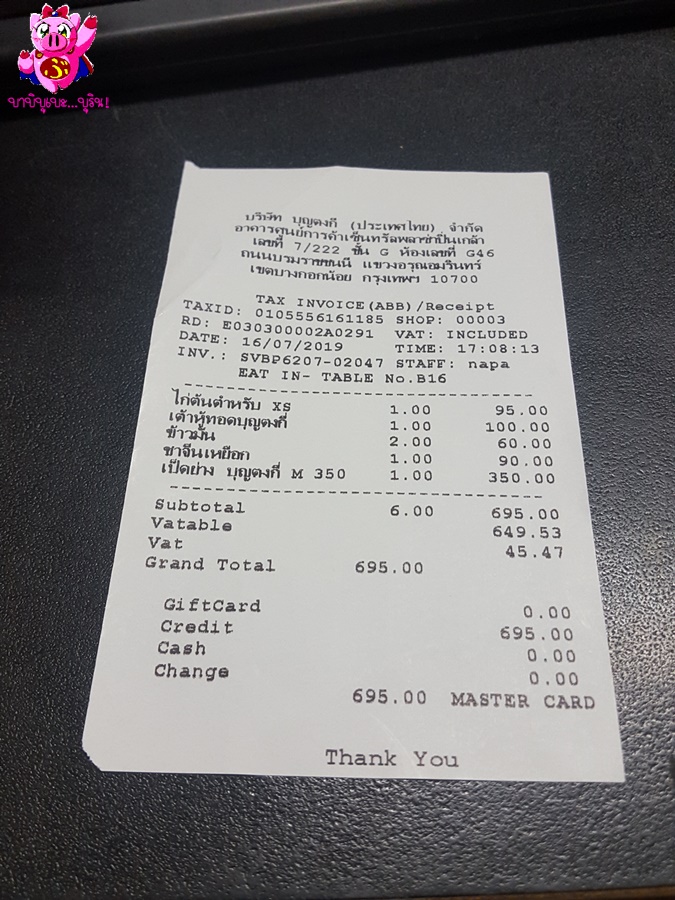 บาบิบูเบะ...บูริน!
บริษัท บุญตงกี่ (ประเทศไทย) จำกัด
อาคารศูนย์การค้าเซ็นทรัลพลาซาปิ่นเกล้า
เลขที่ 7/222 ชั้น G ห้องเลขที่ G46
ถนนบรมราชชนนี แขวงอรุณอมรินทร์
เขตบางกอกน้อย กรุงเทพฯ 10700
TAX INVOICE(ABB)/Receipt
TAXID: 0105556161185 SHOP: 00003
RD: E030300002A0291 VAT: INCLUDED
DATE: 16/07/2019 TIME: 17:08:13
INV.: SVBP6207-02047 STAFF: napa
EAT IN- TABLE No.B16
ไก่ต้นตำหรับ XS 1.00 95.00
เต้าหู้ทอดบุญตงกี่ 1.00 100.00
ข้าวมัน 2.00 60.00
ชาจีนเหยือก 1.00 90.00
เป็ดย่าง บุญตงกี่ M 350 1.00 350.00
Subtotal 6.00 695.00
Vatable 649.53
Vat 45.47
Grand Total 695.00
GiftCard 0.00
Credit 695.00
Cash 0.00
Change 0.00
695.00 MASTER CARD
Thank You